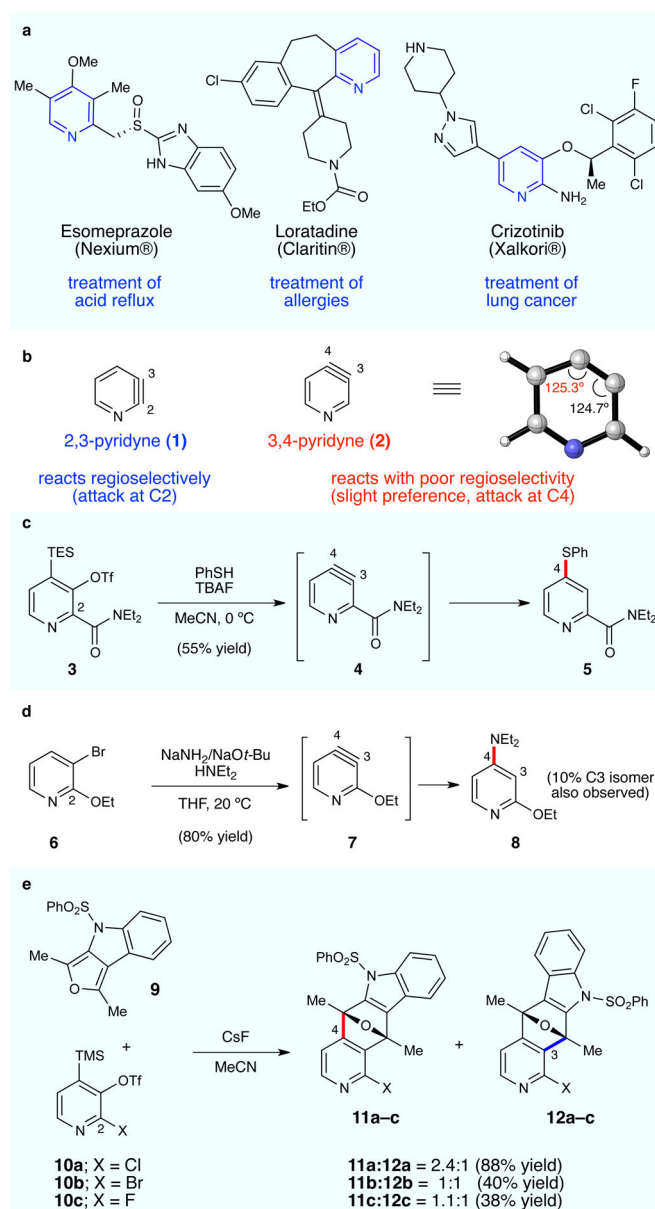 a
OMe
Me
Me
N
O
S
N
HN
OMe
Esomeprazole
(Nexium®)
treatment of
acid reflux
Cl
N
N
EtO
O
Loratadine
(Claritin®)
treatment of
allergies
HN
N
N
N
NH2
O
Me
Cl
F
Cl
Crizotinib
(Xalkori®)
treatment of
lung cancer
b
3
2
N
2,3-pyridyne (1)
reacts regioselectively
(attack at C2)
4
3
N
3,4-pyridyne (2)
125.3º
124.7º
reacts with poor regioselectivity
(slight preference, attack at C4)
c
TES
OTf
2
N
NEt2
O
3
PhSH
TBAF
MeCN, 0 ºC
(55% yield)
4
3
N
NEt2
O
4
SPh
4
N
NEt2
O
5
d
Br
2
N
OEt
6
NaNH2/NaOt-Bu
HNEt2
THF, 20 ºC
(80% yield)
4
3
N
OEt
7
NEt2
4
3
N
OEt
8
(10% C3 isomer
also observed)
e
PhO2S
N
Me
O
Me
9
+
TMS
OTf
2
N
X
10a; X = Cl
10b; X = Br
10c; X = F
CsF
MeCN
PhO2S
N
Me
O
4
Me
N
X
11a–c
+
N
SO2Ph
Me
O
3
Me
N
X
12a–c
11a:12a = 2.4:1 (88% yield)
11b:12b = 1:1 (40% yield)
11c:12c = 1.1:1 (38% yield)